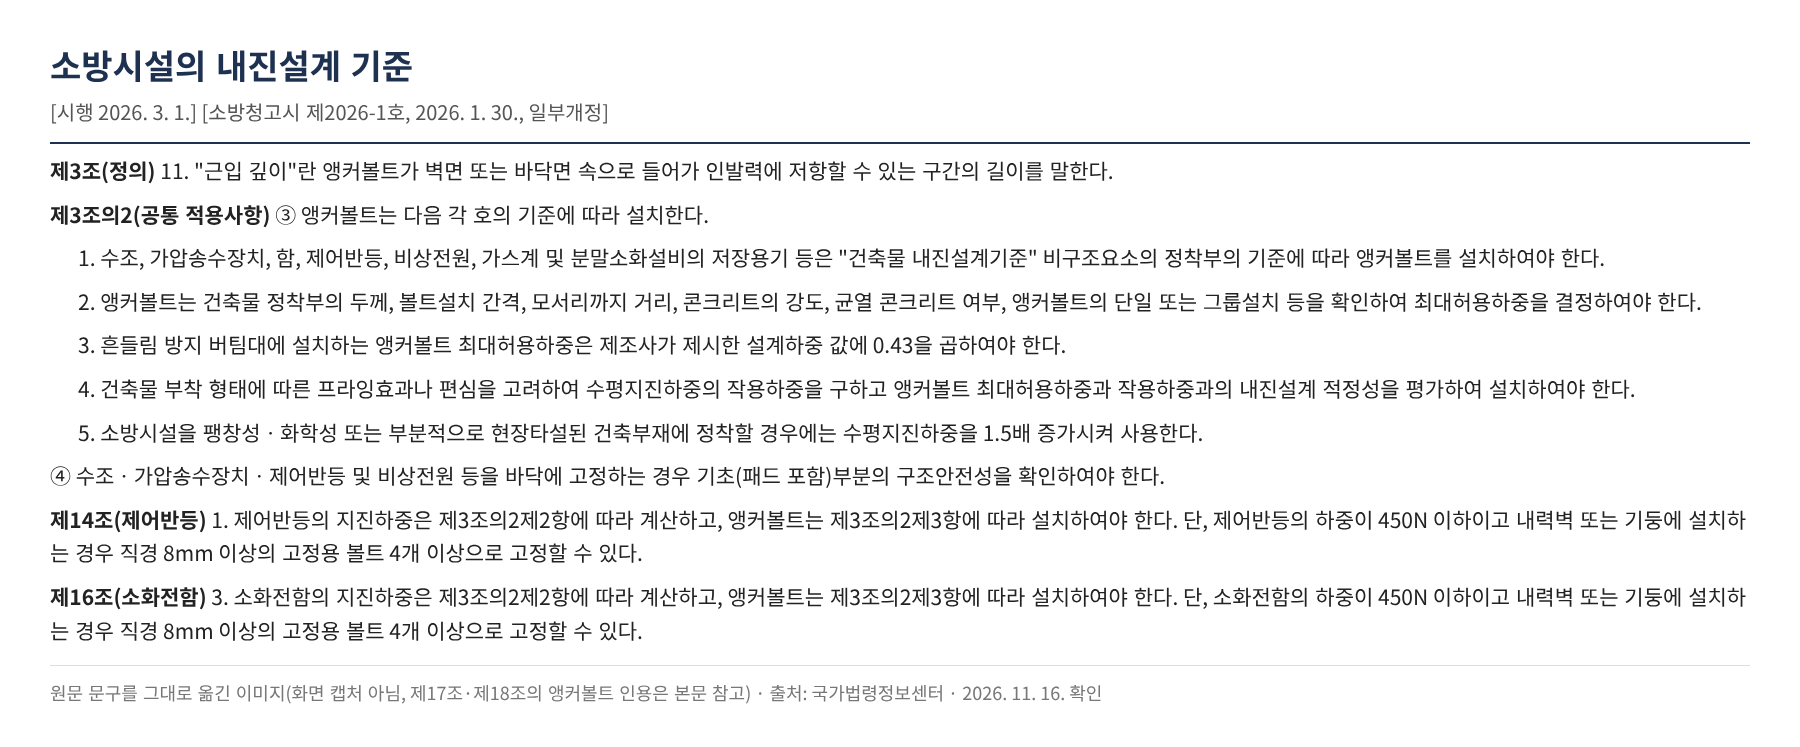 소방시설의 내진설계 기준
[시행 2026. 3. 1.] [소방청고시 제2026-1호, 2026. 1. 30., 일부개정]
제3조(정의) 11. "근입 깊이"란 앵커볼트가 벽면 또는 바닥면 속으로 들어가 인발력에 저항할 수 있는 구간의 길이를 말한다.
제3조의2(공통 적용사항) ③ 앵커볼트는 다음 각 호의 기준에 따라 설치한다.
1. 수조, 가압송수장치, 함, 제어반등, 비상전원, 가스계 및 분말소화설비의 저장용기 등은 "건축물 내진설계기준" 비구조요소의 정착부의 기준에 따라 앵커볼트를 설치하여야 한다.
2. 앵커볼트는 건축물 정착부의 두께, 볼트설치 간격, 모서리까지 거리, 콘크리트의 강도, 균열 콘크리트 여부, 앵커볼트의 단일 또는 그룹설치 등을 확인하여 최대허용하중을 결정하여야 한다.
3. 흔들림 방지 버팀대에 설치하는 앵커볼트 최대허용하중은 제조사가 제시한 설계하중 값에 0.43을 곱하여야 한다.
4. 건축물 부착 형태에 따른 프라잉효과나 편심을 고려하여 수평지진하중의 작용하중을 구하고 앵커볼트 최대허용하중과 작용하중과의 내진설계 적정성을 평가하여 설치하여야 한다.
5. 소방시설을 팽창성 · 화학성 또는 부분적으로 현장타설된 건축부재에 정착할 경우에는 수평지진하중을 1.5배 증가시켜 사용한다.
④ 수조 · 가압송수장치 · 제어반등 및 비상전원 등을 바닥에 고정하는 경우 기초(패드 포함)부분의 구조안전성을 확인하여야 한다.
제14조(제어반등) 1. 제어반등의 지진하중은 제3조의2제2항에 따라 계산하고, 앵커볼트는 제3조의2제3항에 따라 설치하여야 한다. 단, 제어반등의 하중이 450N 이하이고 내력벽 또는 기둥에 설치하
는 경우 직경 8mm 이상의 고정용 볼트 4개 이상으로 고정할 수 있다.
제16조(소화전함) 3. 소화전함의 지진하중은 제3조의2제2항에 따라 계산하고, 앵커볼트는 제3조의2제3항에 따라 설치하여야 한다. 단, 소화전함의 하중이 450N 이하이고 내력벽 또는 기둥에 설치하
는 경우 직경 8mm 이상의 고정용 볼트 4개 이상으로 고정할 수 있다.
원문 문구를 그대로 옮긴 이미지(화면 캡처 아님, 제17조·제18조의 앵커볼트 인용은 본문 참고) · 출처: 국가법령정보센터 · 2026. 11. 16. 확인